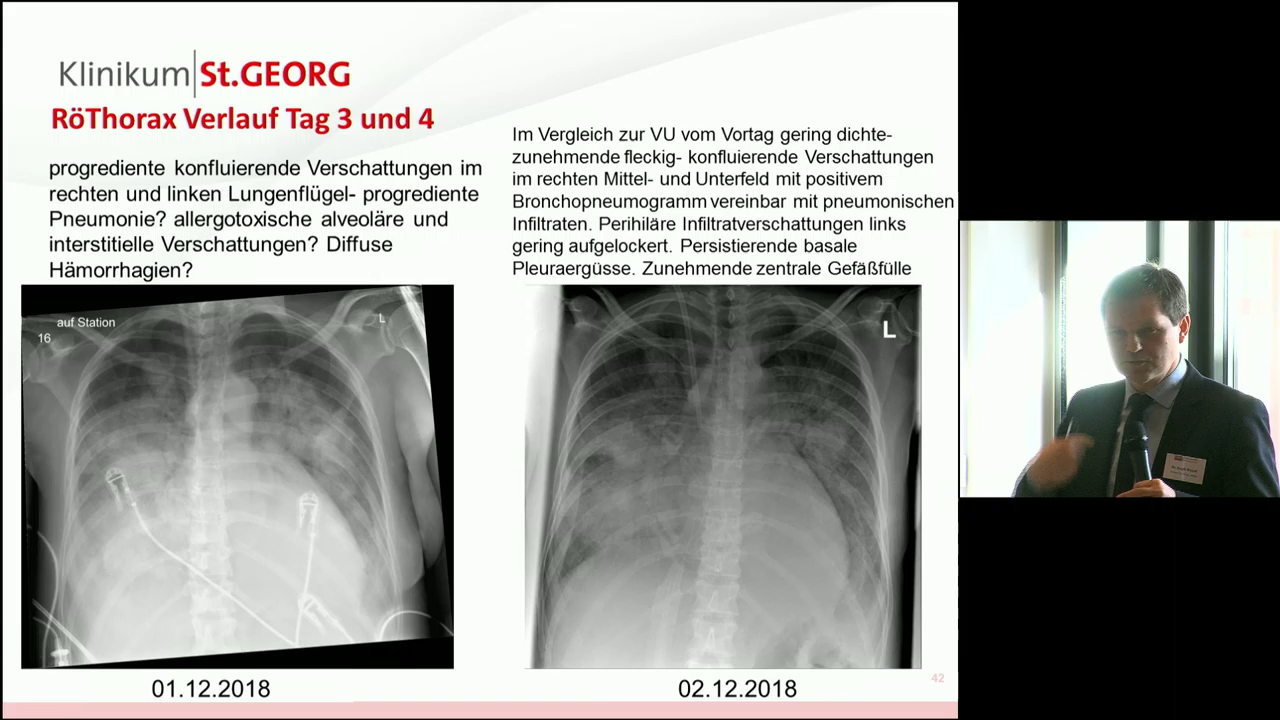 Klinikum St.GEORG
RöThorax Verlauf Tag 3 und 4
progrediente konfluierende Verschattungen im
rechten und linken Lungenflügel- progrediente
Pneumonie? allergotoxische alveoläre und
interstitielle Verschattungen? Diffuse
Hämorrhagien?
Im Vergleich zur VU vom Vortag gering dichte-
zunehmende fleckig- konfluierende Verschattungen
im rechten Mittel- und Unterfeld mit positivem
Bronchopneumogramm vereinbar mit pneumonischen
Infiltraten. Perihiläre Infiltratverschattungen links
gering aufgelockert. Persistierende basale
Pleuraergüsse. Zunehmende zentrale Gefäßfülle
auf Station
16
L
L
01.12.2018
02.12.2018
42